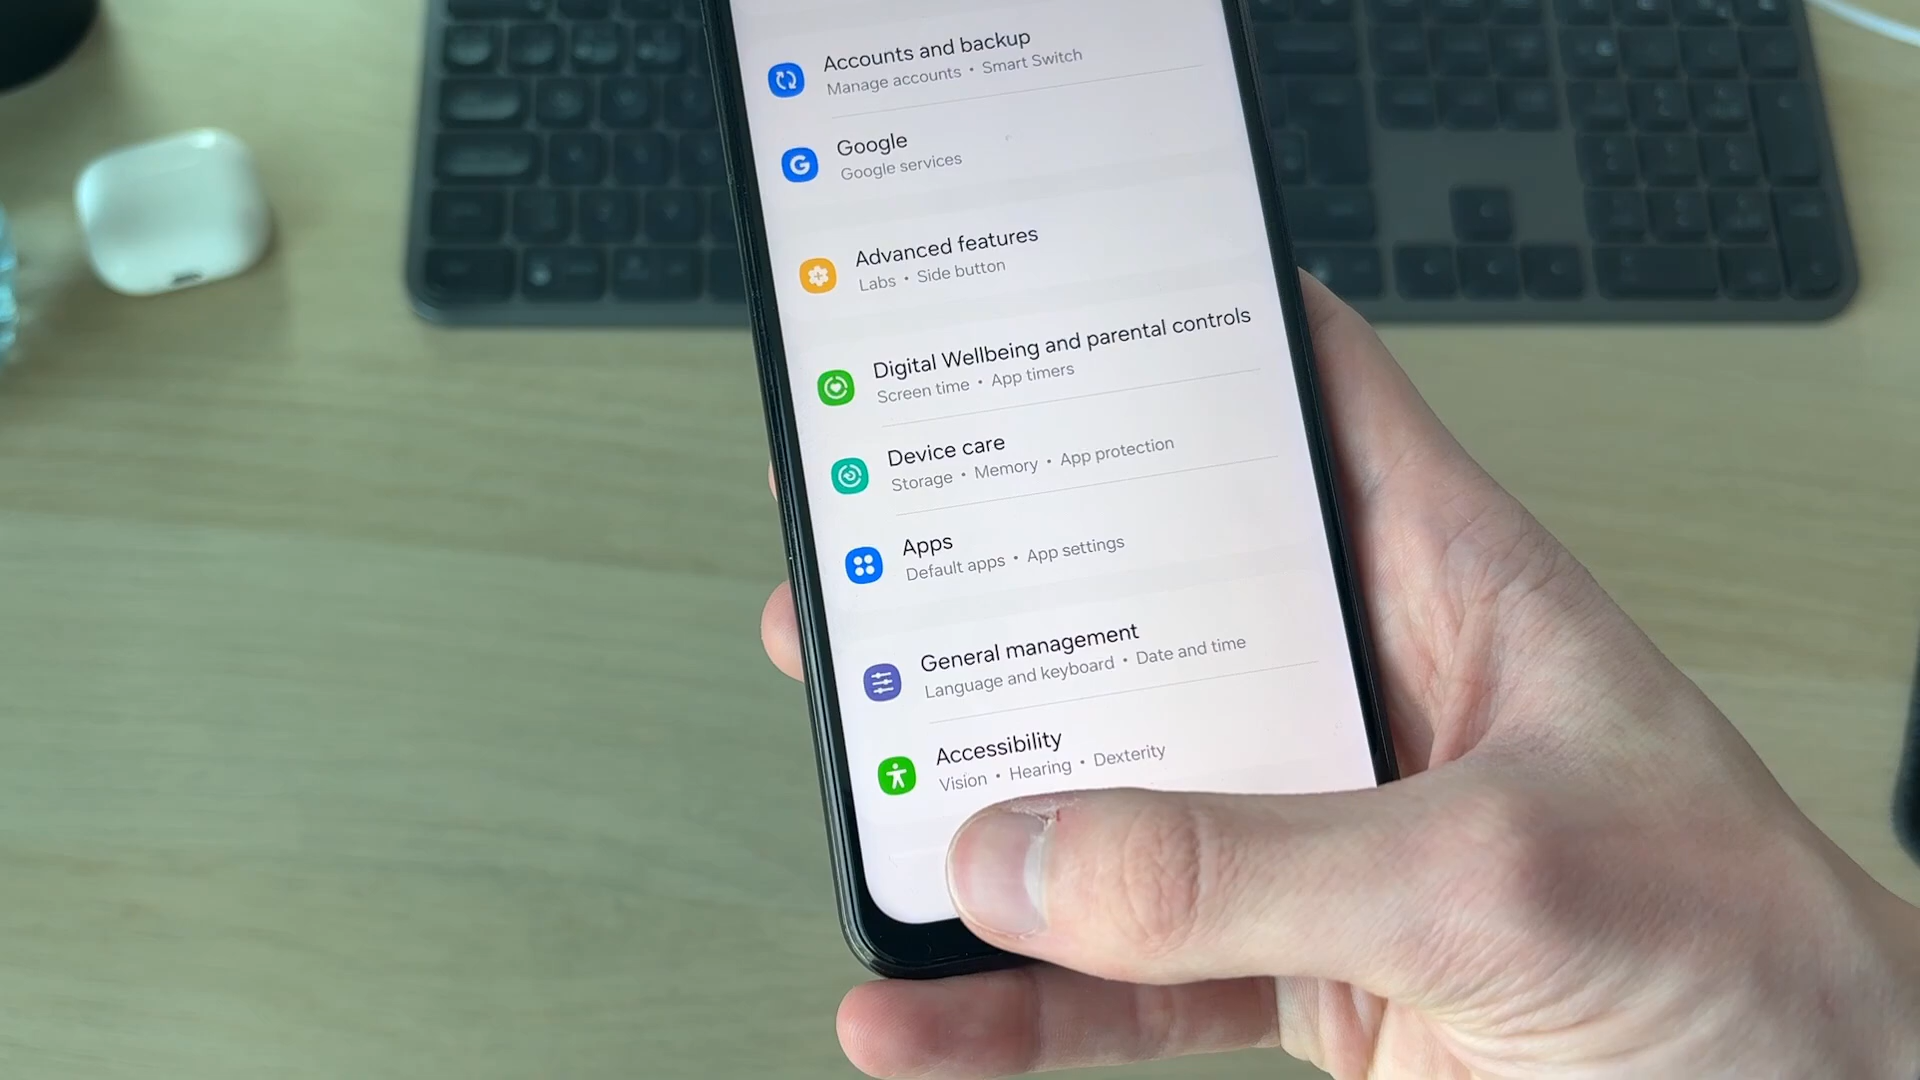 Accounts and backup
Manage accounts • Smart Switch
Google
Google services
Advanced features
Labs • Side button
Digital Wellbeing and parental controls
Screen time • App timers
Device care
Storage • Memory • App protection
Apps
Default apps • App settings
General management
Language and keyboard • Date and time
Accessibility
Vision • Hearing • Dexterity